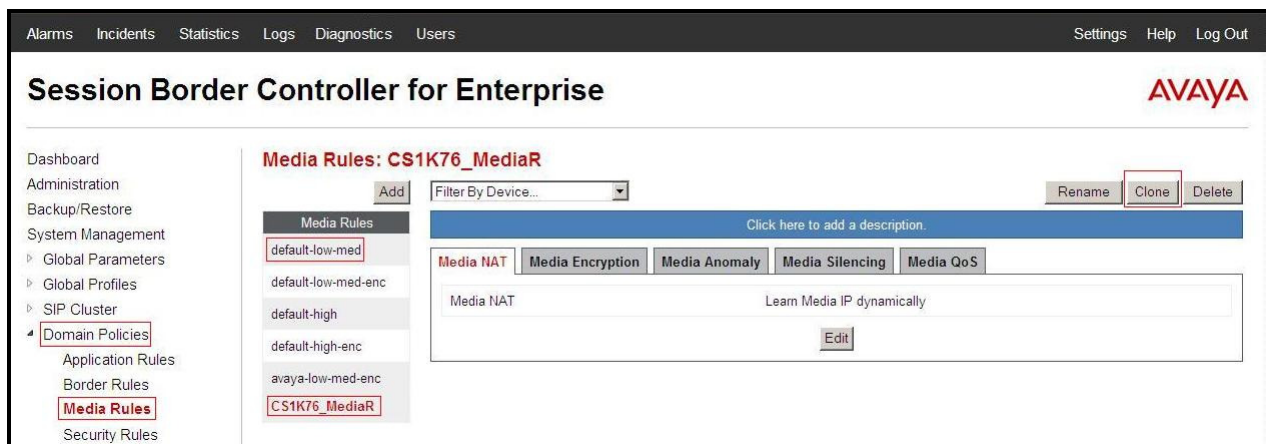 Alarms Incidents Statistics Logs Diagnostics Users Settings Help Log Out
Session Border Controller for Enterprise
AVAYA
Dashboard
Administration
Backup/Restore
System Management
Global Parameters
Global Profiles
SIP Cluster
Domain Policies
Application Rules
Border Rules
Media Rules
Security Rules
Media Rules: CS1K76_MediaR
Add
Filter By Device...
Rename Clone Delete
Media Rules
default-low-med
default-low-med-enc
default-high
default-high-enc
avaya-low-med-enc
CS1K76_MediaR
Click here to add a description.
Media NAT Media Encryption Media Anomaly Media Silencing Media QoS
Media NAT Learn Media IP dynamically
Edit